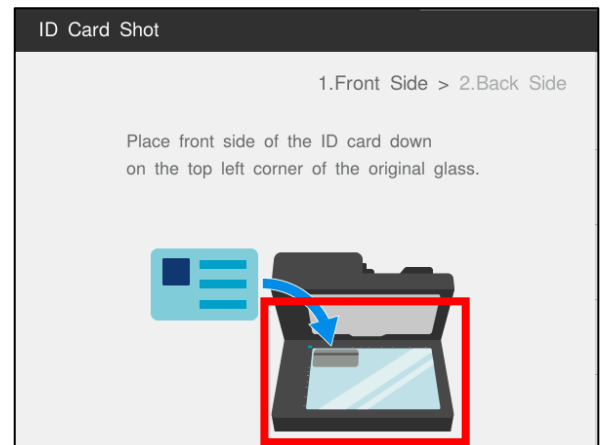 ID Card Shot
1.Front Side > 2.Back Side
Place front side of the ID card down
on the top left corner of the original glass.